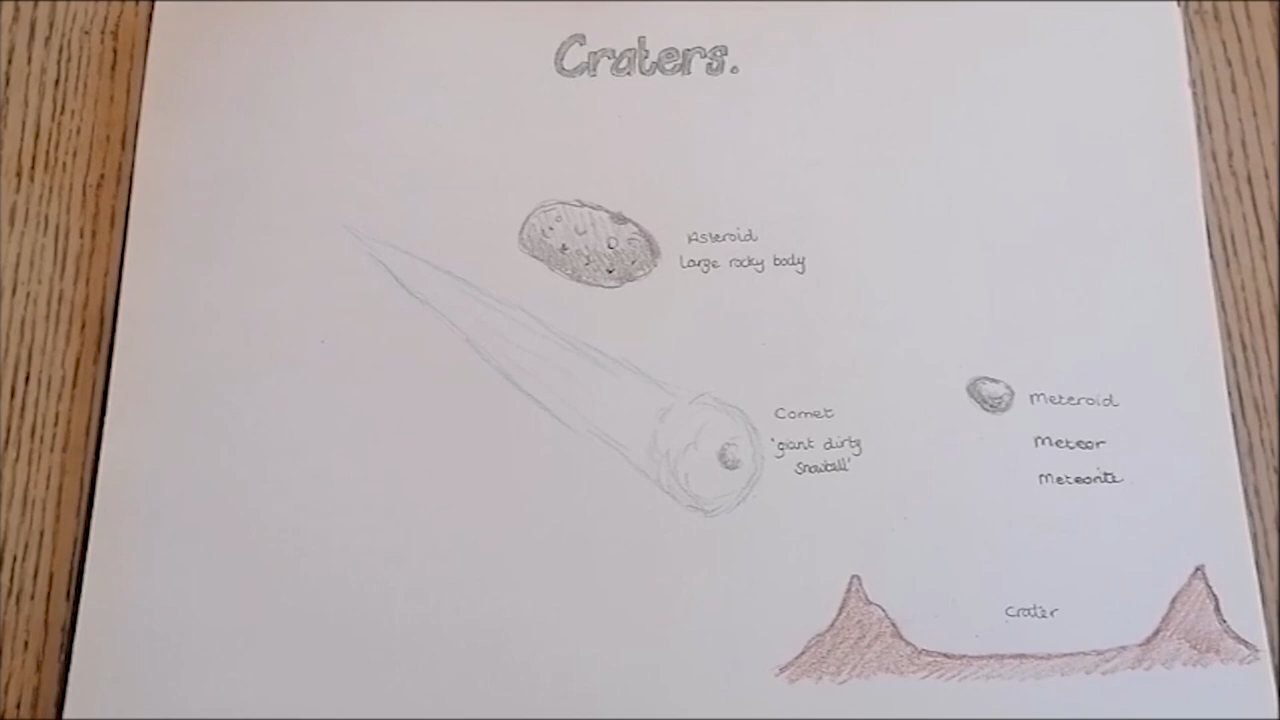 Craters.
Asteroid
Large rocky body
Comet
'giant dirty
Snowball'
Meteroid
Meteor
Meteorite
Crater